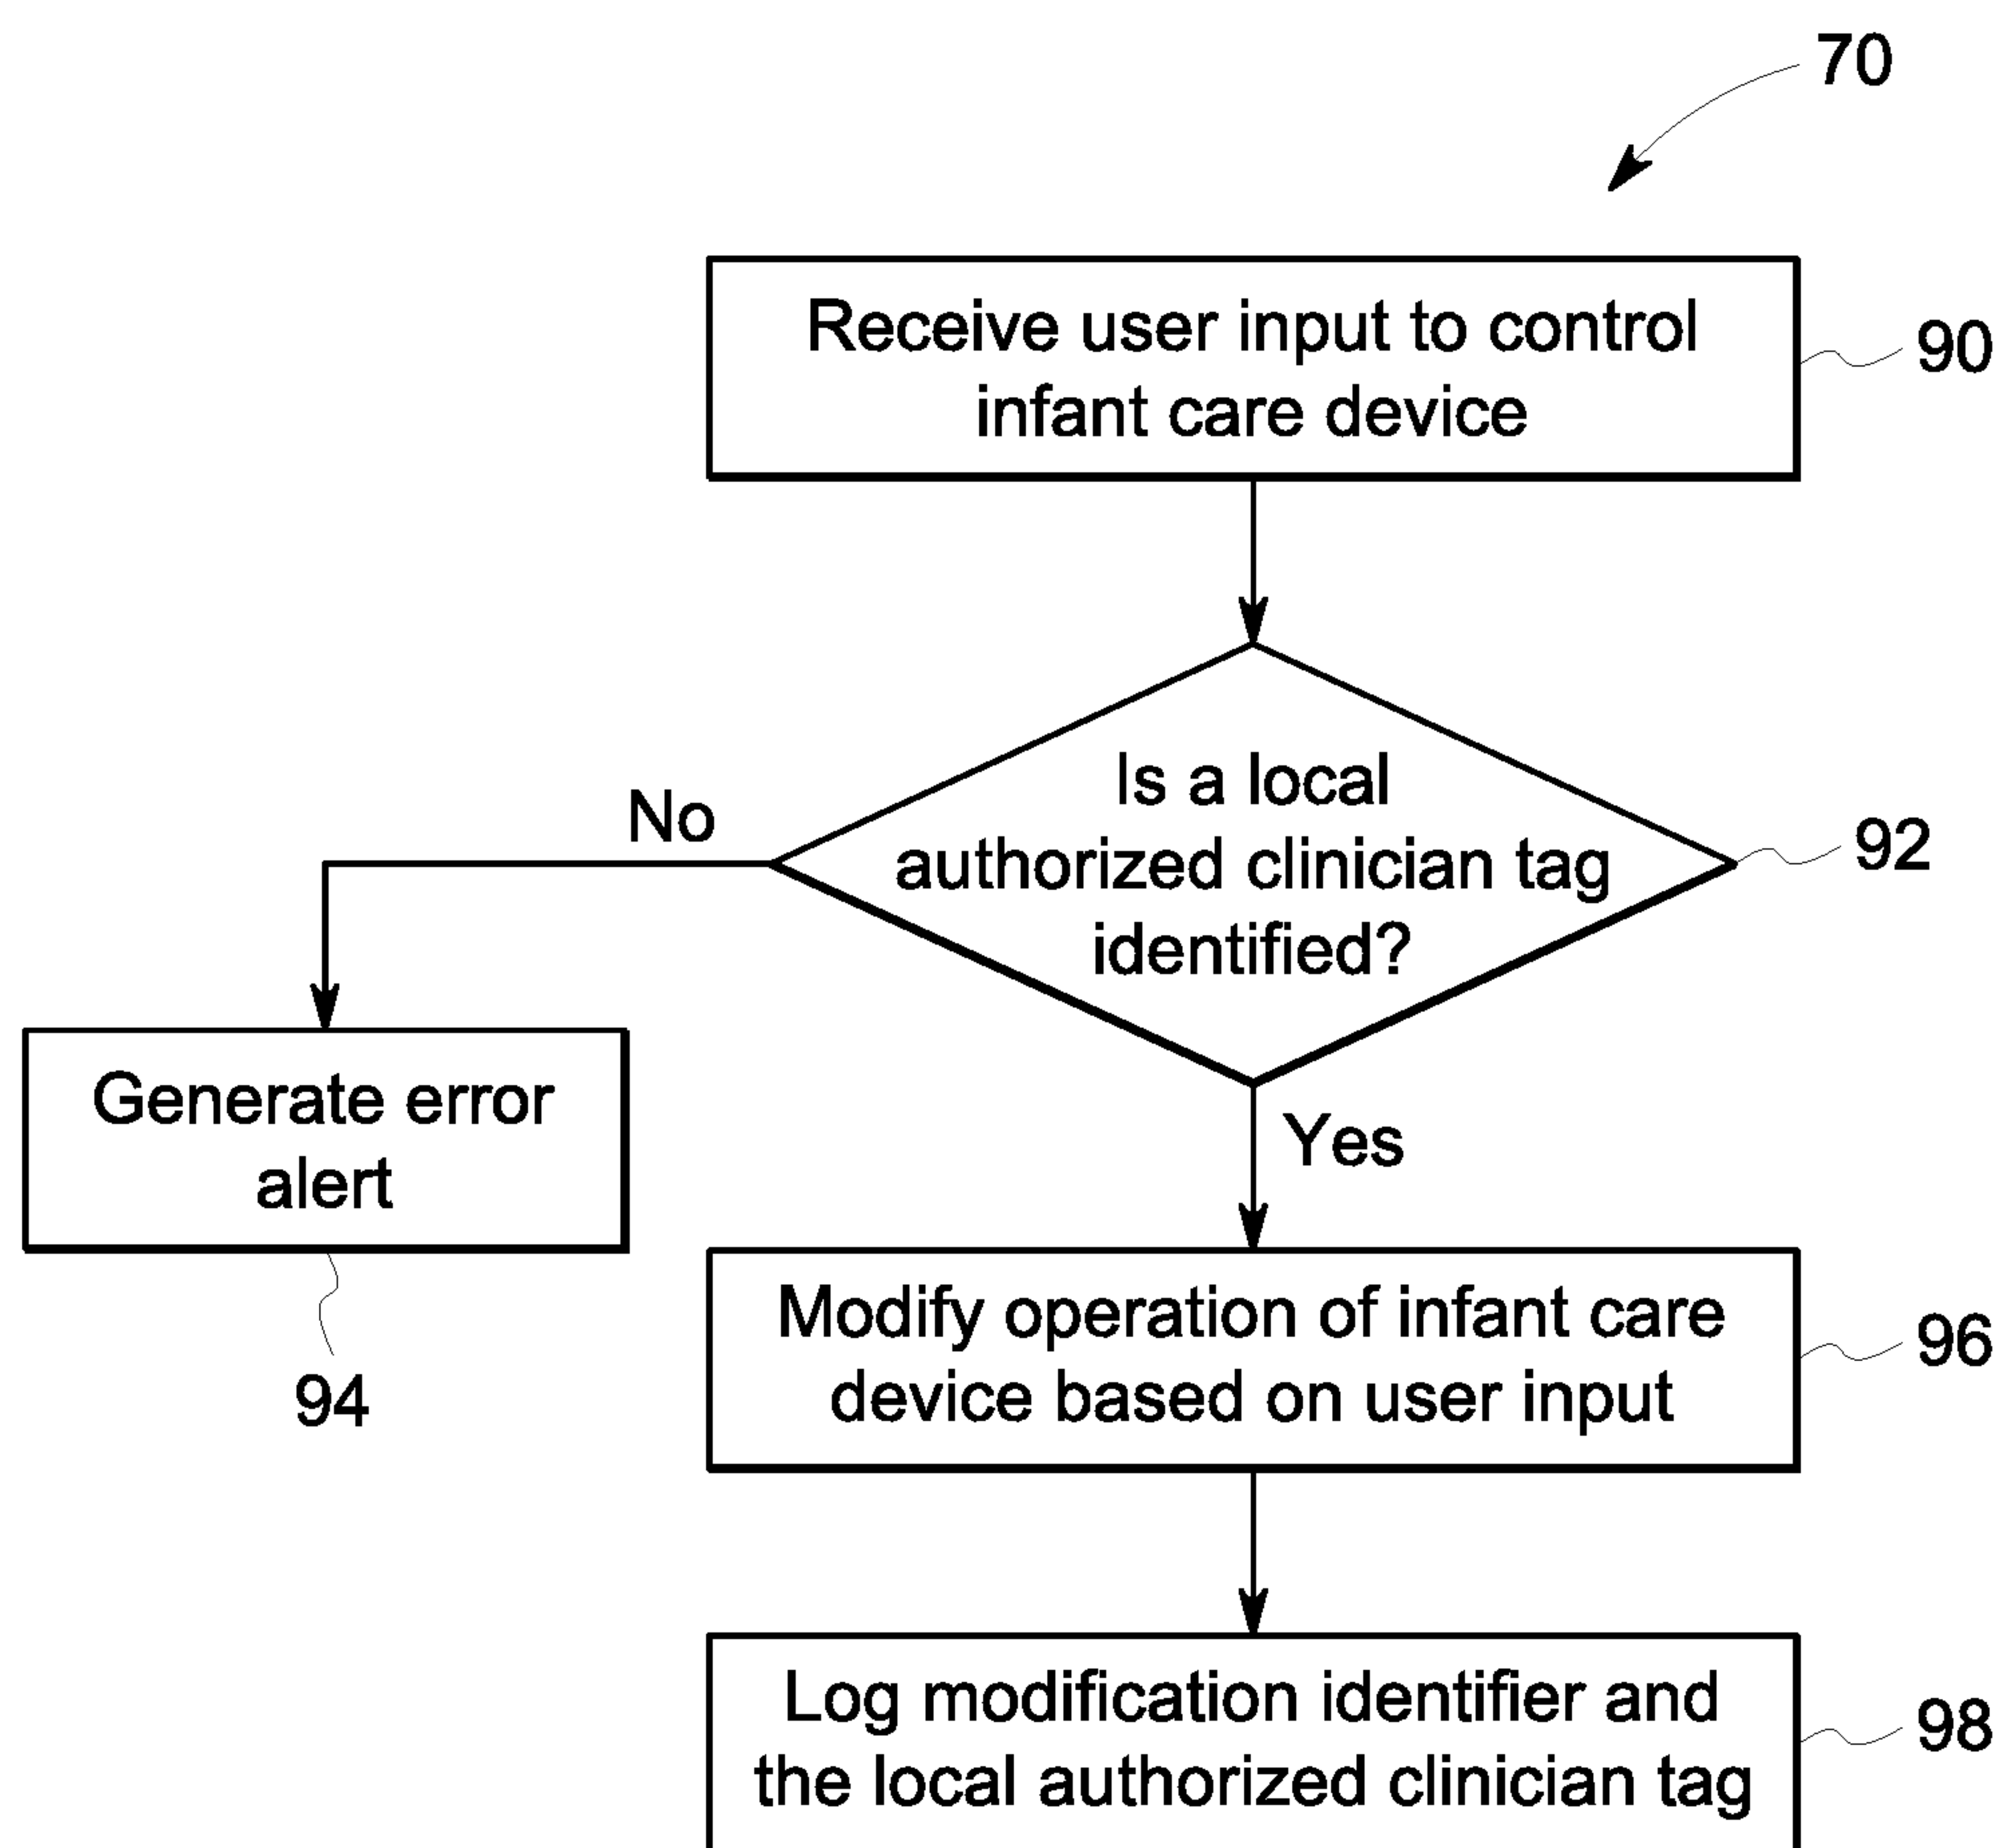 70
Receive user input to control
infant care device
90
Is a local
authorized clinician tag
identified?
92
No
Generate error
alert
94
Yes
Modify operation of infant care
device based on user input
96
Log modification identifier and
the local authorized clinician tag
98